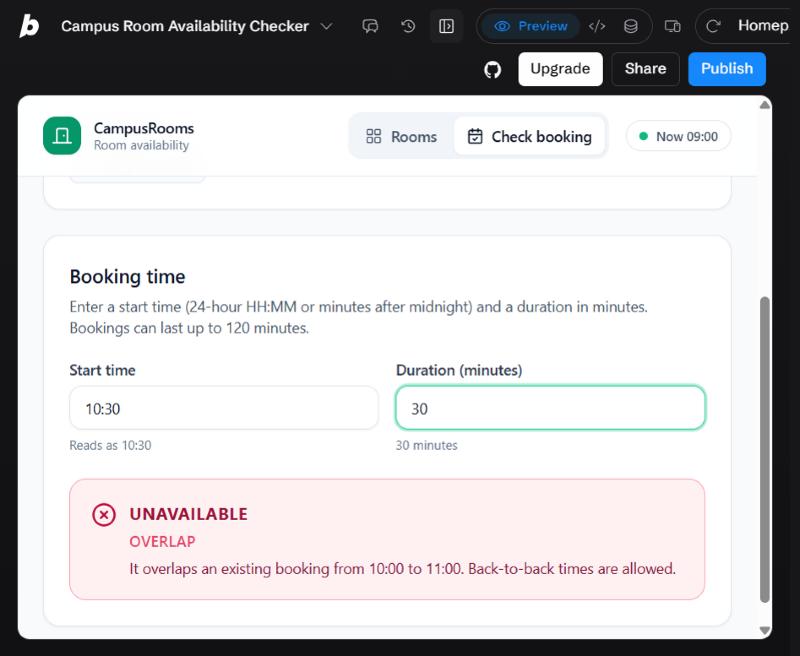 b Campus Room Availability Checker Preview Homep
Upgrade Share Publish
CampusRooms
Room availability
Rooms Check booking Now 09:00
Booking time
Enter a start time (24-hour HH:MM or minutes after midnight) and a duration in minutes.
Bookings can last up to 120 minutes.
Start time Duration (minutes)
10:30 30
Reads as 10:30 30 minutes
UNAVAILABLE
OVERLAP
It overlaps an existing booking from 10:00 to 11:00. Back-to-back times are allowed.